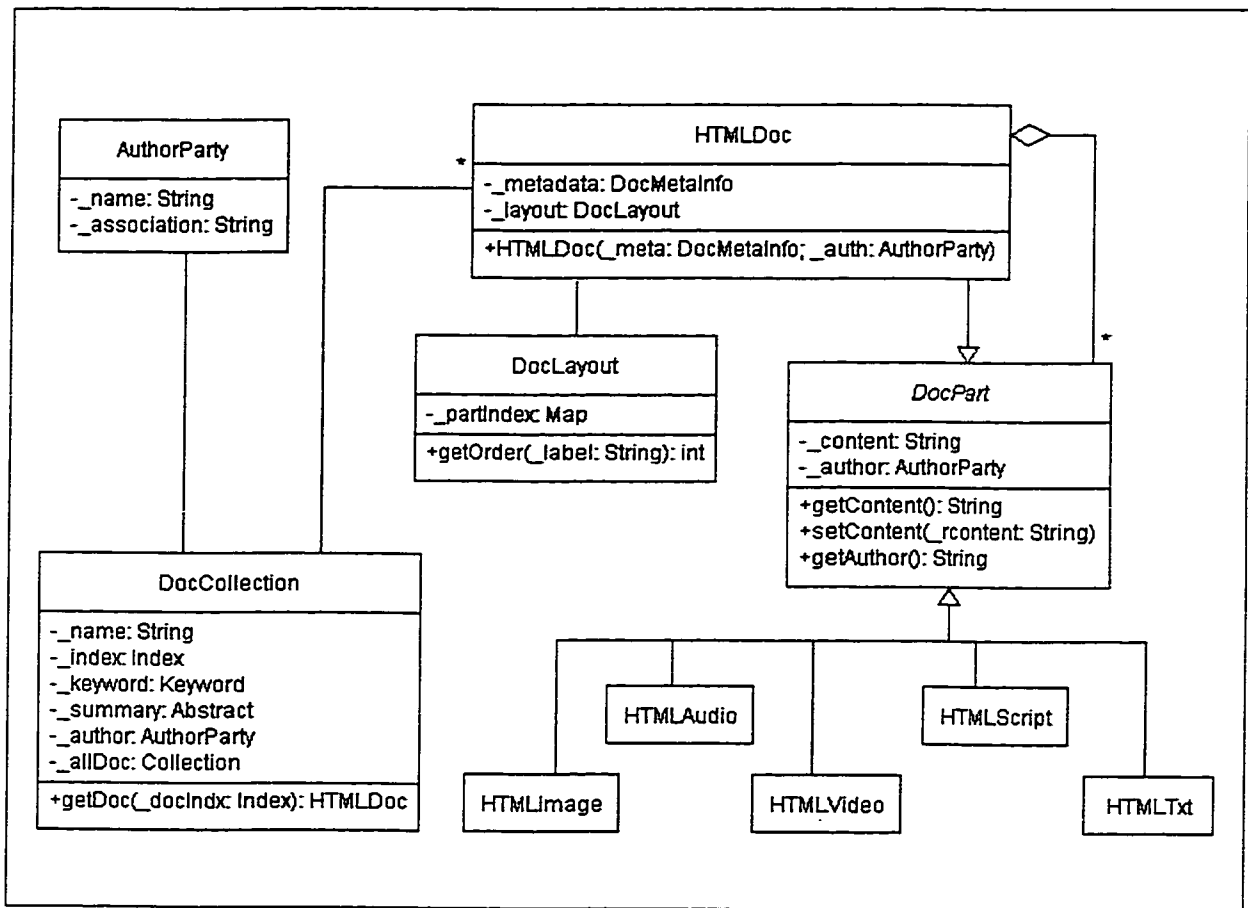 AuthorParty
-_name: String
-_association: String
*
HTMLDoc
-_metadata: DocMetaInfo
-_layout: DocLayout
+HTMLDoc(_meta: DocMetaInfo; _auth: AuthorParty)
DocLayout
-_partIndex: Map
+getOrder(_label: String): int
*
DocPart
-_content: String
-_author: AuthorParty
+getContent(): String
+setContent(_rcontent: String)
+getAuthor(): String
DocCollection
-_name: String
-_index: Index
-_keyword: Keyword
-_summary: Abstract
-_author: AuthorParty
-_allDoc: Collection
+getDoc(_docIndx: Index): HTMLDoc
HTMLAudio
HTMLScript
HTMLImage
HTMLVideo
HTMLTxt